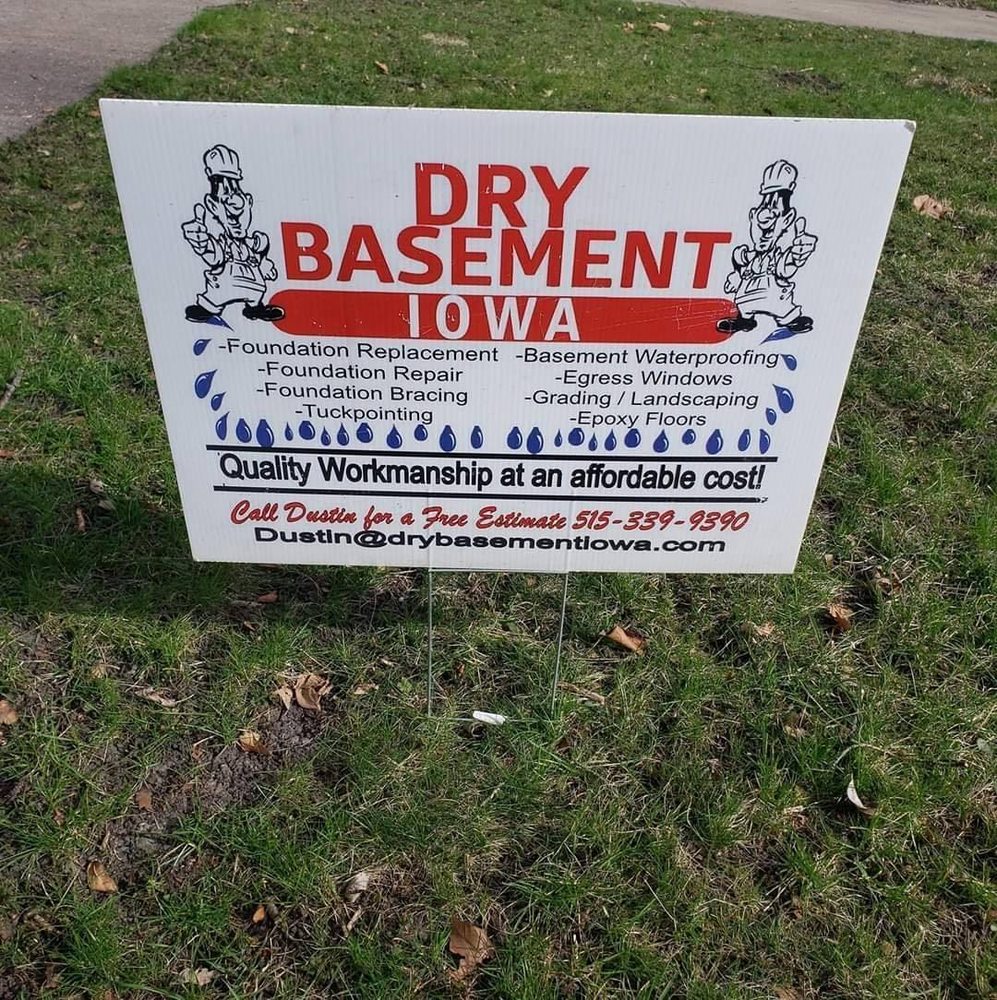 DRY
BASEMENT
IOWA
-Foundation Replacement -Basement Waterproofing
-Foundation Repair -Egress Windows
-Foundation Bracing -Grading / Landscaping
-Tuckpointing -Epoxy Floors
Quality Workmanship at an affordable cost!
Call Dustin for a Free Estimate 515-339-9390
Dustin@drybasementiowa.com